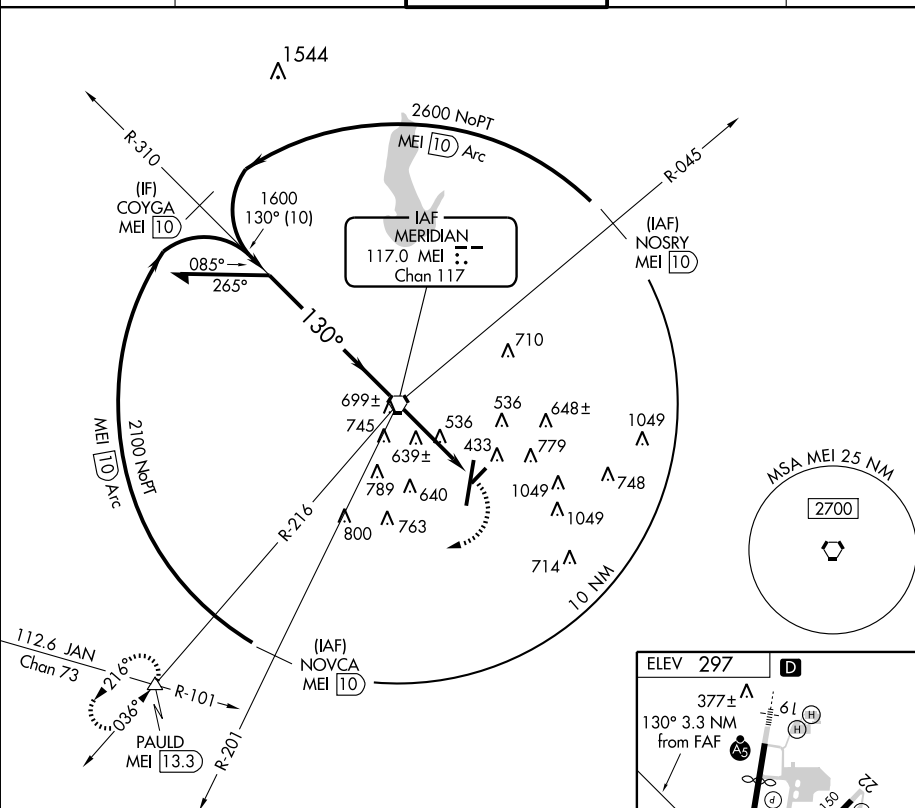 1544
2600 NoPT
MEI 10 Arc
R-310
R-045
(IF)
COYGA
MEI 10
1600
130° (10)
IAF
MERIDIAN
117.0 MEI
Chan 117
(IAF)
NOSRY
MEI 10
085°
265°
130°
710
699±
536
648±
745
536
1049
639±
433
779
789
640
1049
748
2100 NoPT
MEI 10 Arc
MSA MEI 25 NM
2700
R-216
800
763
1049
714
10 NM
112.6 JAN
Chan 73
216°
036°
R-101
(IAF)
NOVCA
MEI 10
PAULD
MEI 13.3
R-201
ELEV 297
D
377±
19
H
H
130° 3.3 NM
from FAF
A5
P
150
22